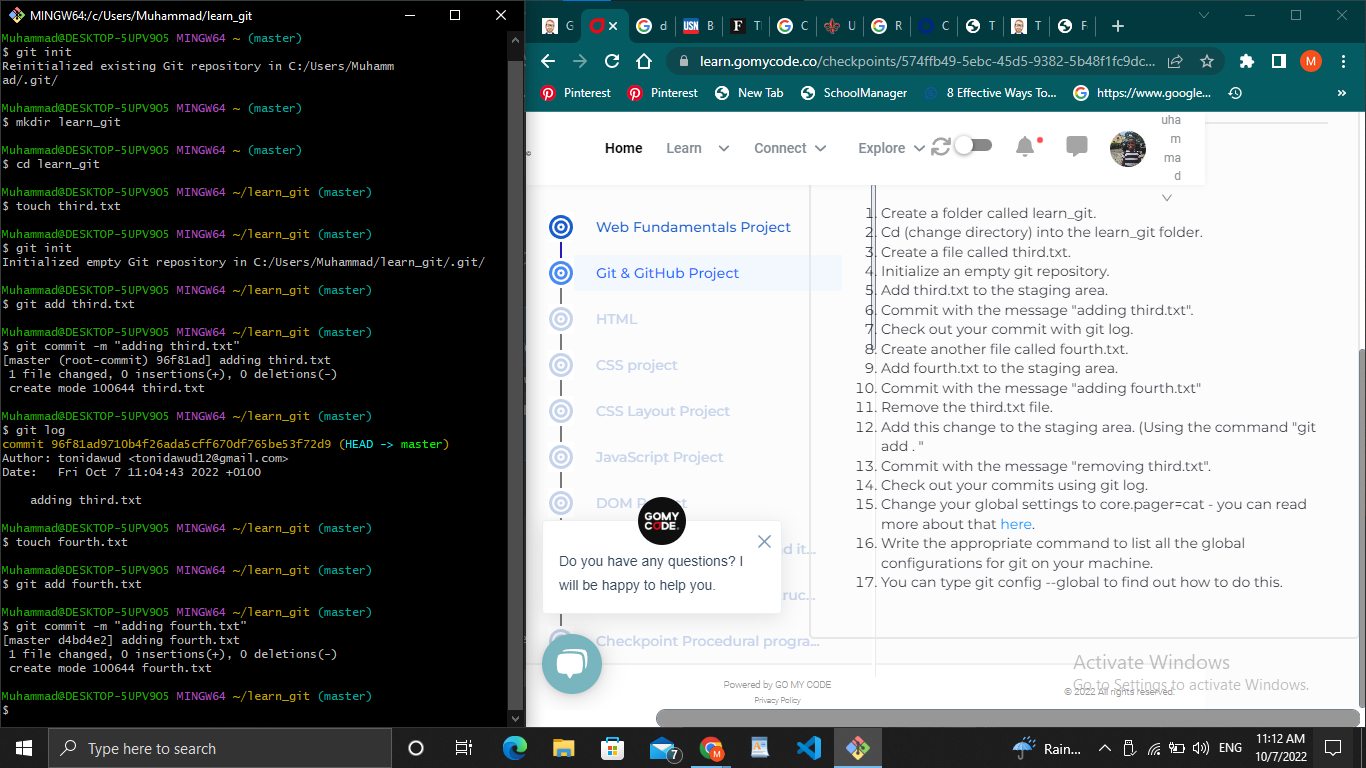 MINGW64:/c/Users/Muhammad/learn_git
Muhammad@DESKTOP-5UPV9O5 MINGW64 ~ (master)
$ git init
Reinitialized existing Git repository in C:/Users/Muhamm
ad/.git/
Muhammad@DESKTOP-5UPV9O5 MINGW64 ~ (master)
$ mkdir learn_git
Muhammad@DESKTOP-5UPV9O5 MINGW64 ~ (master)
$ cd learn_git
Muhammad@DESKTOP-5UPV9O5 MINGW64 ~/learn_git (master)
$ touch third.txt
Muhammad@DESKTOP-5UPV9O5 MINGW64 ~/learn_git (master)
$ git init
Initialized empty Git repository in C:/Users/Muhammad/learn_git/.git/
Muhammad@DESKTOP-5UPV9O5 MINGW64 ~/learn_git (master)
$ git add third.txt
Muhammad@DESKTOP-5UPV9O5 MINGW64 ~/learn_git (master)
$ git commit -m "adding third.txt"
[master (root-commit) 96f81ad] adding third.txt
1 file changed, 0 insertions(+), 0 deletions(-)
create mode 100644 third.txt
Muhammad@DESKTOP-5UPV9O5 MINGW64 ~/learn_git (master)
$ git log
commit 96f81ad9710b4f26ada5cff670df765be53f72d9 (HEAD -> master)
Author: tonidawud <tonidawud12@gmail.com>
Date:   Fri Oct 7 11:04:43 2022 +0100
adding third.txt
Muhammad@DESKTOP-5UPV9O5 MINGW64 ~/learn_git (master)
$ touch fourth.txt
Muhammad@DESKTOP-5UPV9O5 MINGW64 ~/learn_git (master)
$ git add fourth.txt
Muhammad@DESKTOP-5UPV9O5 MINGW64 ~/learn_git (master)
$ git commit -m "adding fourth.txt"
[master d4bd4e2] adding fourth.txt
1 file changed, 0 insertions(+), 0 deletions(-)
create mode 100644 fourth.txt
Muhammad@DESKTOP-5UPV9O5 MINGW64 ~/learn_git (master)
$
G d USN B F T C U R C T T F
learn.gomycode.co/checkpoints/574ffb49-5ebc-45d5-9382-5b48f1fc9dc... M
Pinterest Pinterest New Tab SchoolManager 8 Effective Ways To... https://www.google... »
Home Learn Connect Explore
uha
m
ma
d
Web Fundamentals Project
Git & GitHub Project
HTML
CSS project
CSS Layout Project
JavaScript Project
DOM P
GOMY
CODE.
Do you have any questions? I
will be happy to help you.
Checkpoint Procedural progra...
1. Create a folder called learn_git.
2. Cd (change directory) into the learn_git folder.
3. Create a file called third.txt.
4. Initialize an empty git repository.
5. Add third.txt to the staging area.
6. Commit with the message "adding third.txt".
7. Check out your commit with git log.
8. Create another file called fourth.txt.
9. Add fourth.txt to the staging area.
10. Commit with the message "adding fourth.txt"
11. Remove the third.txt file.
12. Add this change to the staging area. (Using the command "git
add . "
13. Commit with the message "removing third.txt".
14. Check out your commits using git log.
15. Change your global settings to core.pager=cat - you can read
more about that here.
16. Write the appropriate command to list all the global
configurations for git on your machine.
17. You can type git config --global to find out how to do this.
Activate Windows
Go to Settings to activate Windows.
Powered by GO MY CODE
Privacy Policy
© 2022 All rights reserved.
Type here to search
7
M
Rain... ENG
11:12 AM
10/7/2022